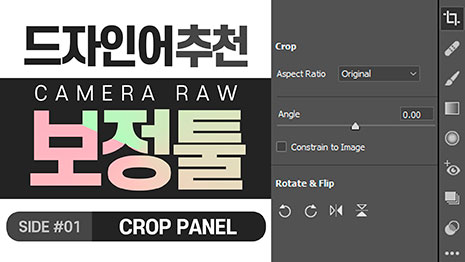 드자인어추천
CAMERA RAW
보정툴
SIDE #01 CROP PANEL
Crop
Aspect Ratio Original
Angle 0.00
Constrain to Image
Rotate & Flip